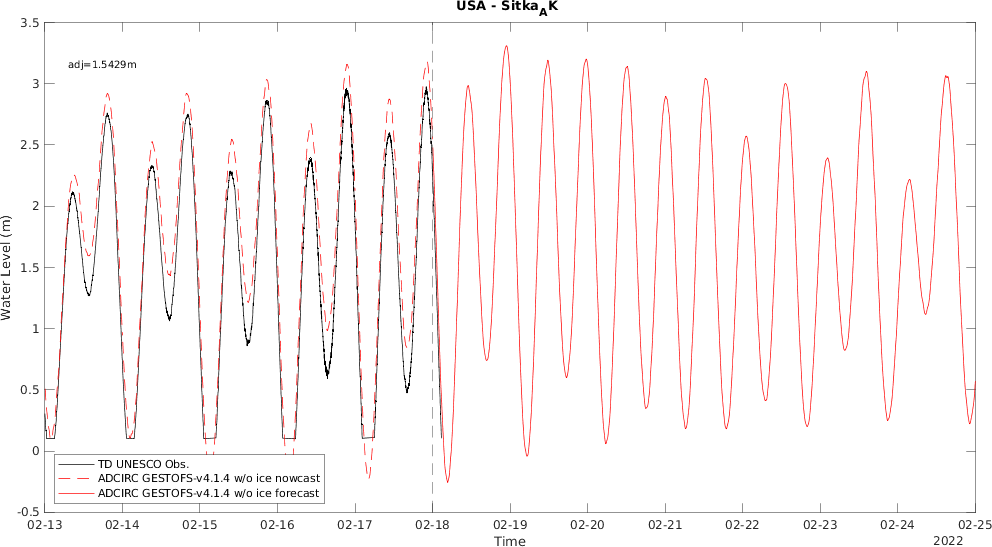 USA - Sitka_AK
3.5
adj=1.5429m
3
2.5
2
1.5
1
0.5
0
-0.5
Water Level (m)
TD UNESCO Obs.
ADCIRC GESTOFS-v4.1.4 w/o ice nowcast
ADCIRC GESTOFS-v4.1.4 w/o ice forecast
02-13 02-14 02-15 02-16 02-17 02-18 02-19 02-20 02-21 02-22 02-23 02-24 02-25
Time
2022